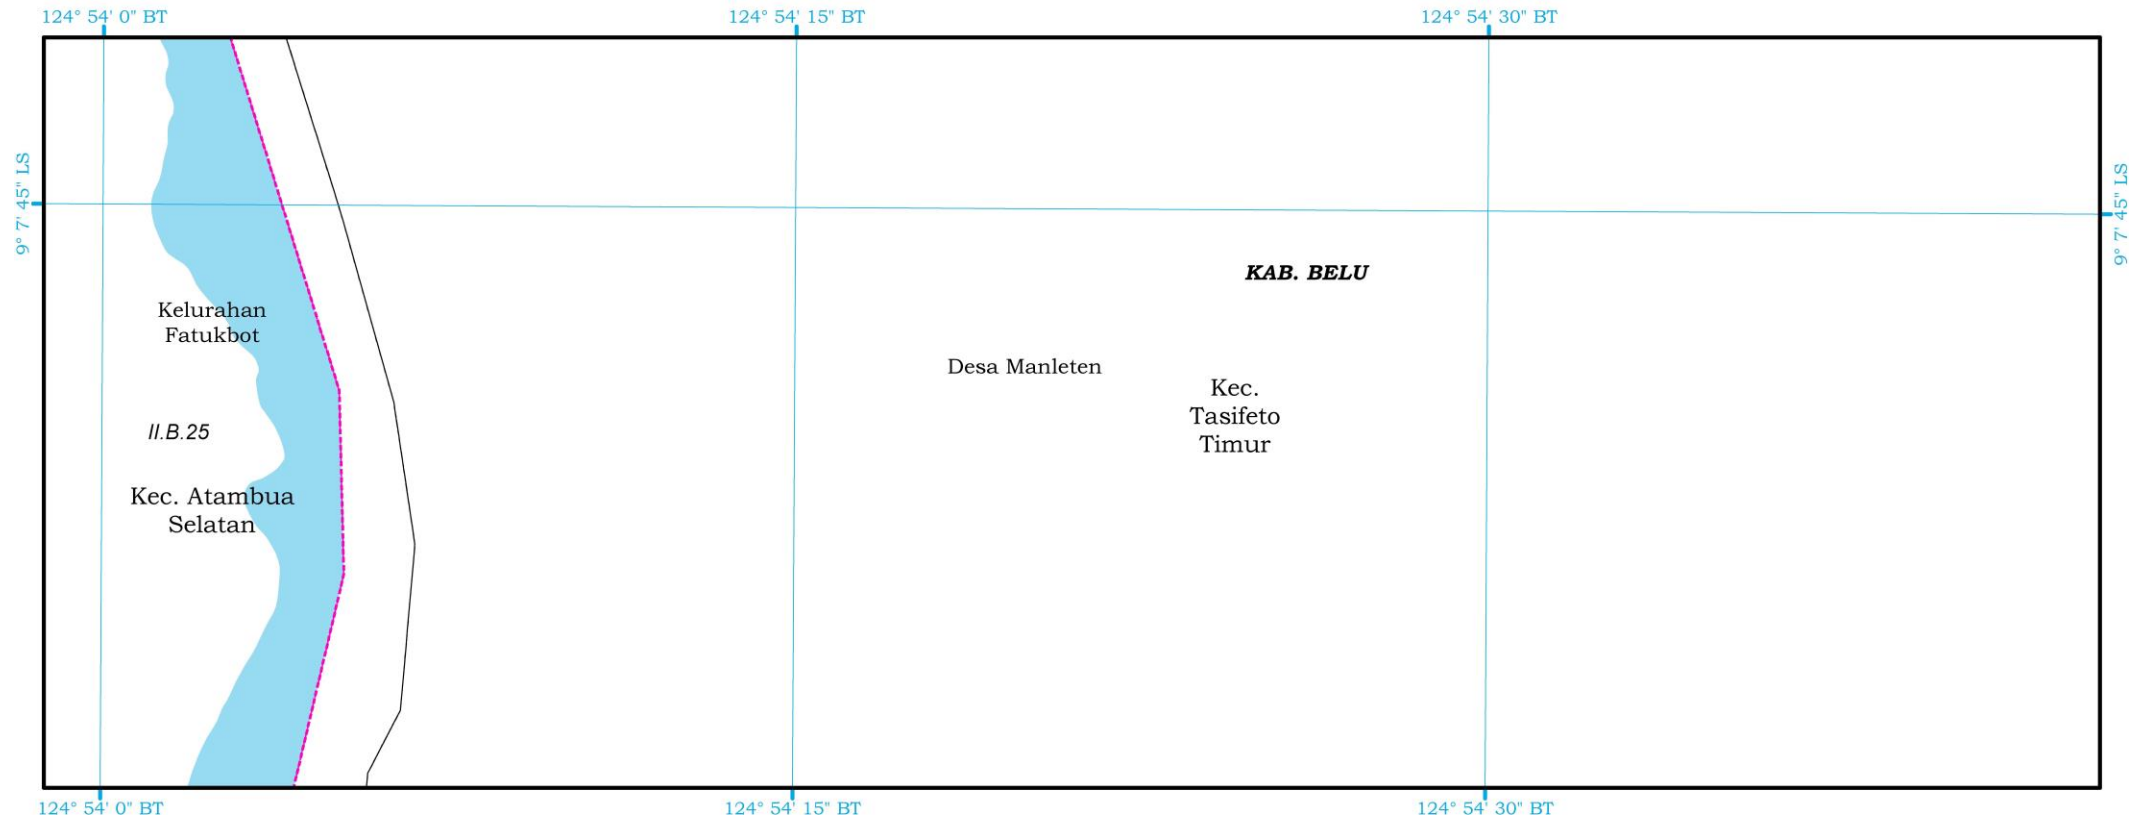 124° 54' 0" BT
124° 54' 15" BT
124° 54' 30" BT
9° 7' 45" LS
9° 7' 45" LS
KAB. BELU
Kelurahan
Fatukbot
Desa Manleten
Kec.
Tasifeto
Timur
II.B.25
Kec. Atambua
Selatan
124° 54' 0" BT
124° 54' 15" BT
124° 54' 30" BT